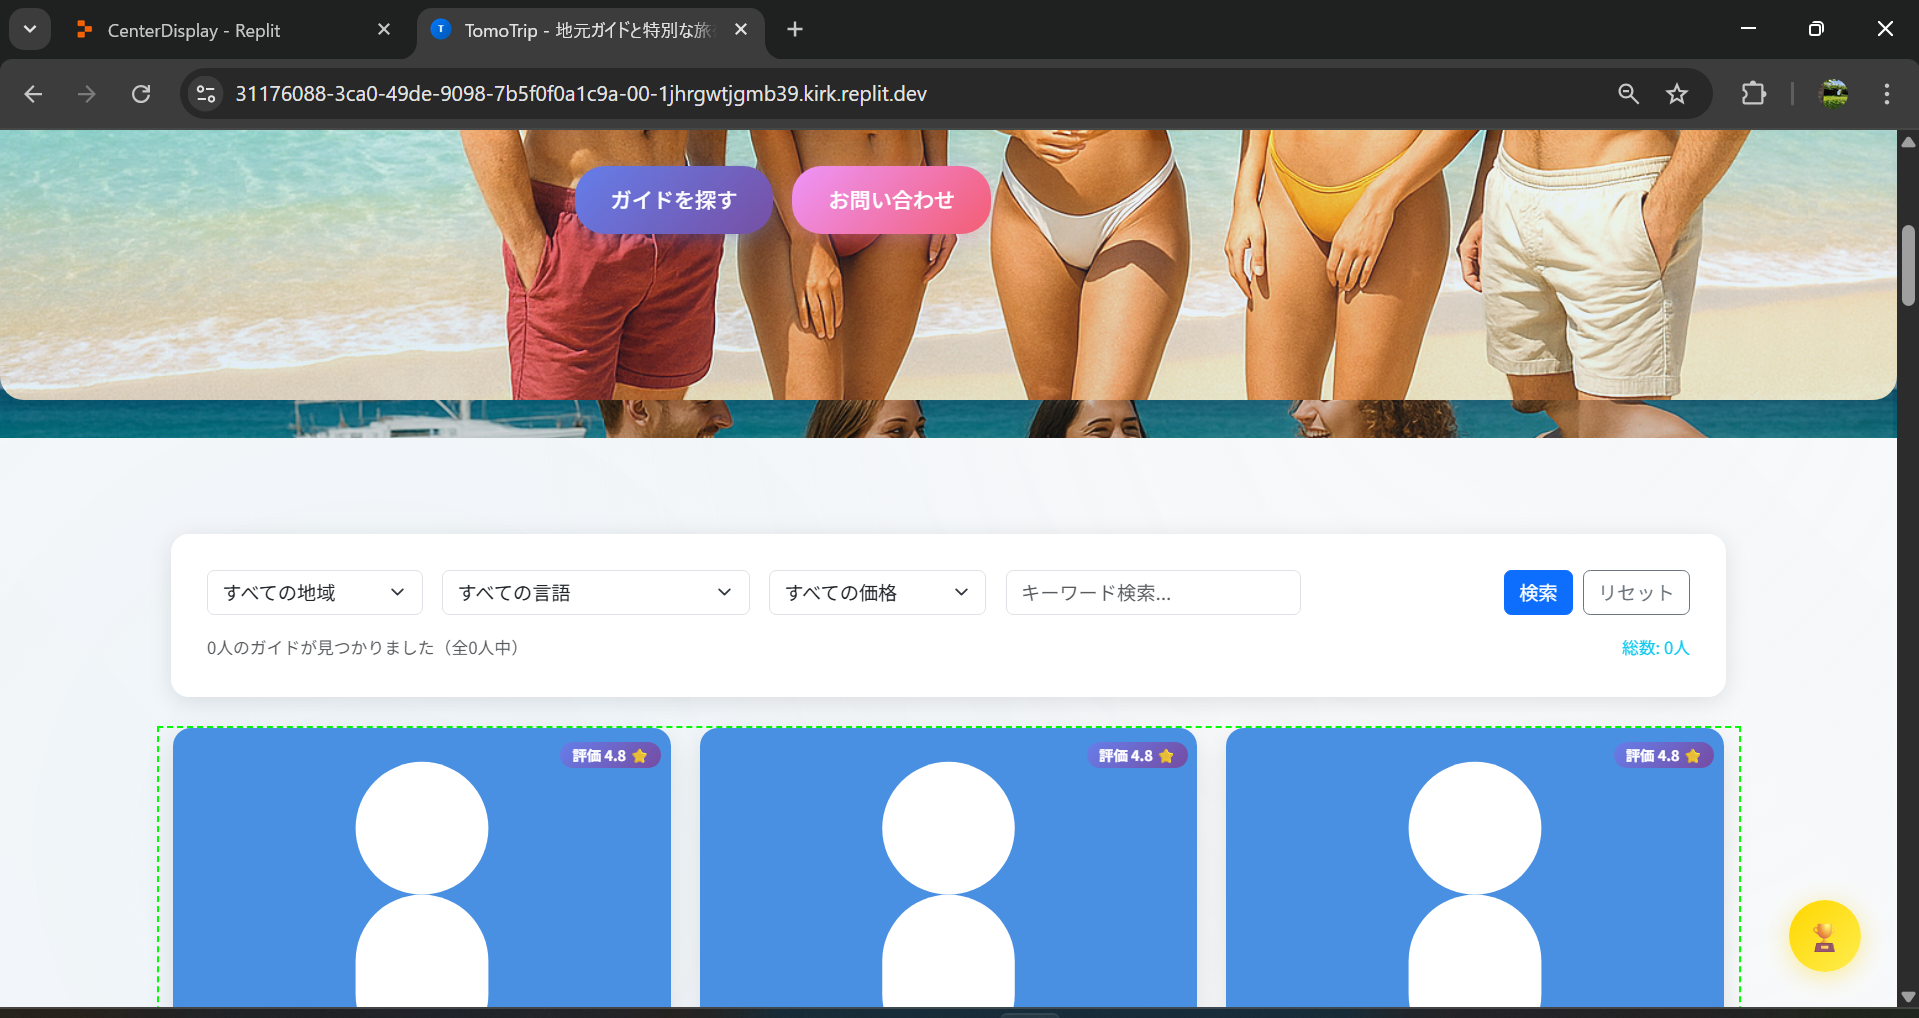 CenterDisplay - Replit
TomoTrip - 地元ガイドと特別な旅
31176088-3ca0-49de-9098-7b5f0f0a1c9a-00-1jhrgwtjgmb39.kirk.replit.dev
ガイドを探す
お問い合わせ
すべての地域
すべての言語
すべての価格
キーワード検索...
検索
リセット
0人のガイドが見つかりました（全0人中）
総数: 0人
評価 4.8
評価 4.8
評価 4.8